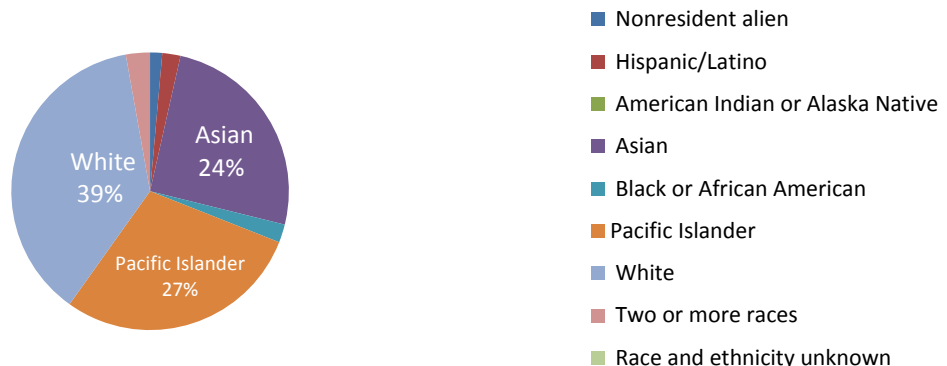 Asian
24%
White
39%
Pacific Islander
27%
Nonresident alien
Hispanic/Latino
American Indian or Alaska Native
Asian
Black or African American
Pacific Islander
White
Two or more races
Race and ethnicity unknown